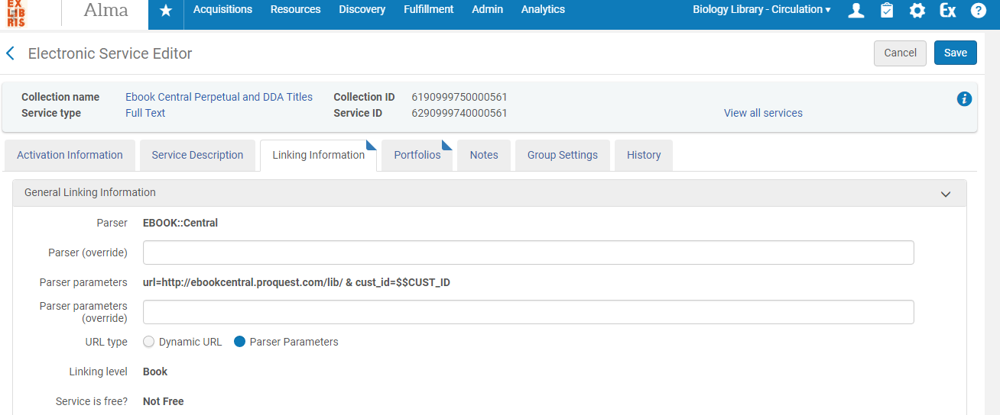 EX
LIB
RIS
Alma
Acquisitions Resources Discovery Fulfillment Admin Analytics Biology Library - Circulation Ex ?
Electronic Service Editor Cancel Save
Collection name Ebook Central Perpetual and DDA Titles Collection ID 6190999750000561 i
Service type Full Text Service ID 6290999740000561 View all services
Activation Information Service Description Linking Information Portfolios Notes Group Settings History
General Linking Information
Parser EBOOK::Central
Parser (override)
Parser parameters url=http://ebookcentral.proquest.com/lib/ & cust_id=$$CUST_ID
Parser parameters
(override)
URL type Dynamic URL Parser Parameters
Linking level Book
Service is free? Not Free